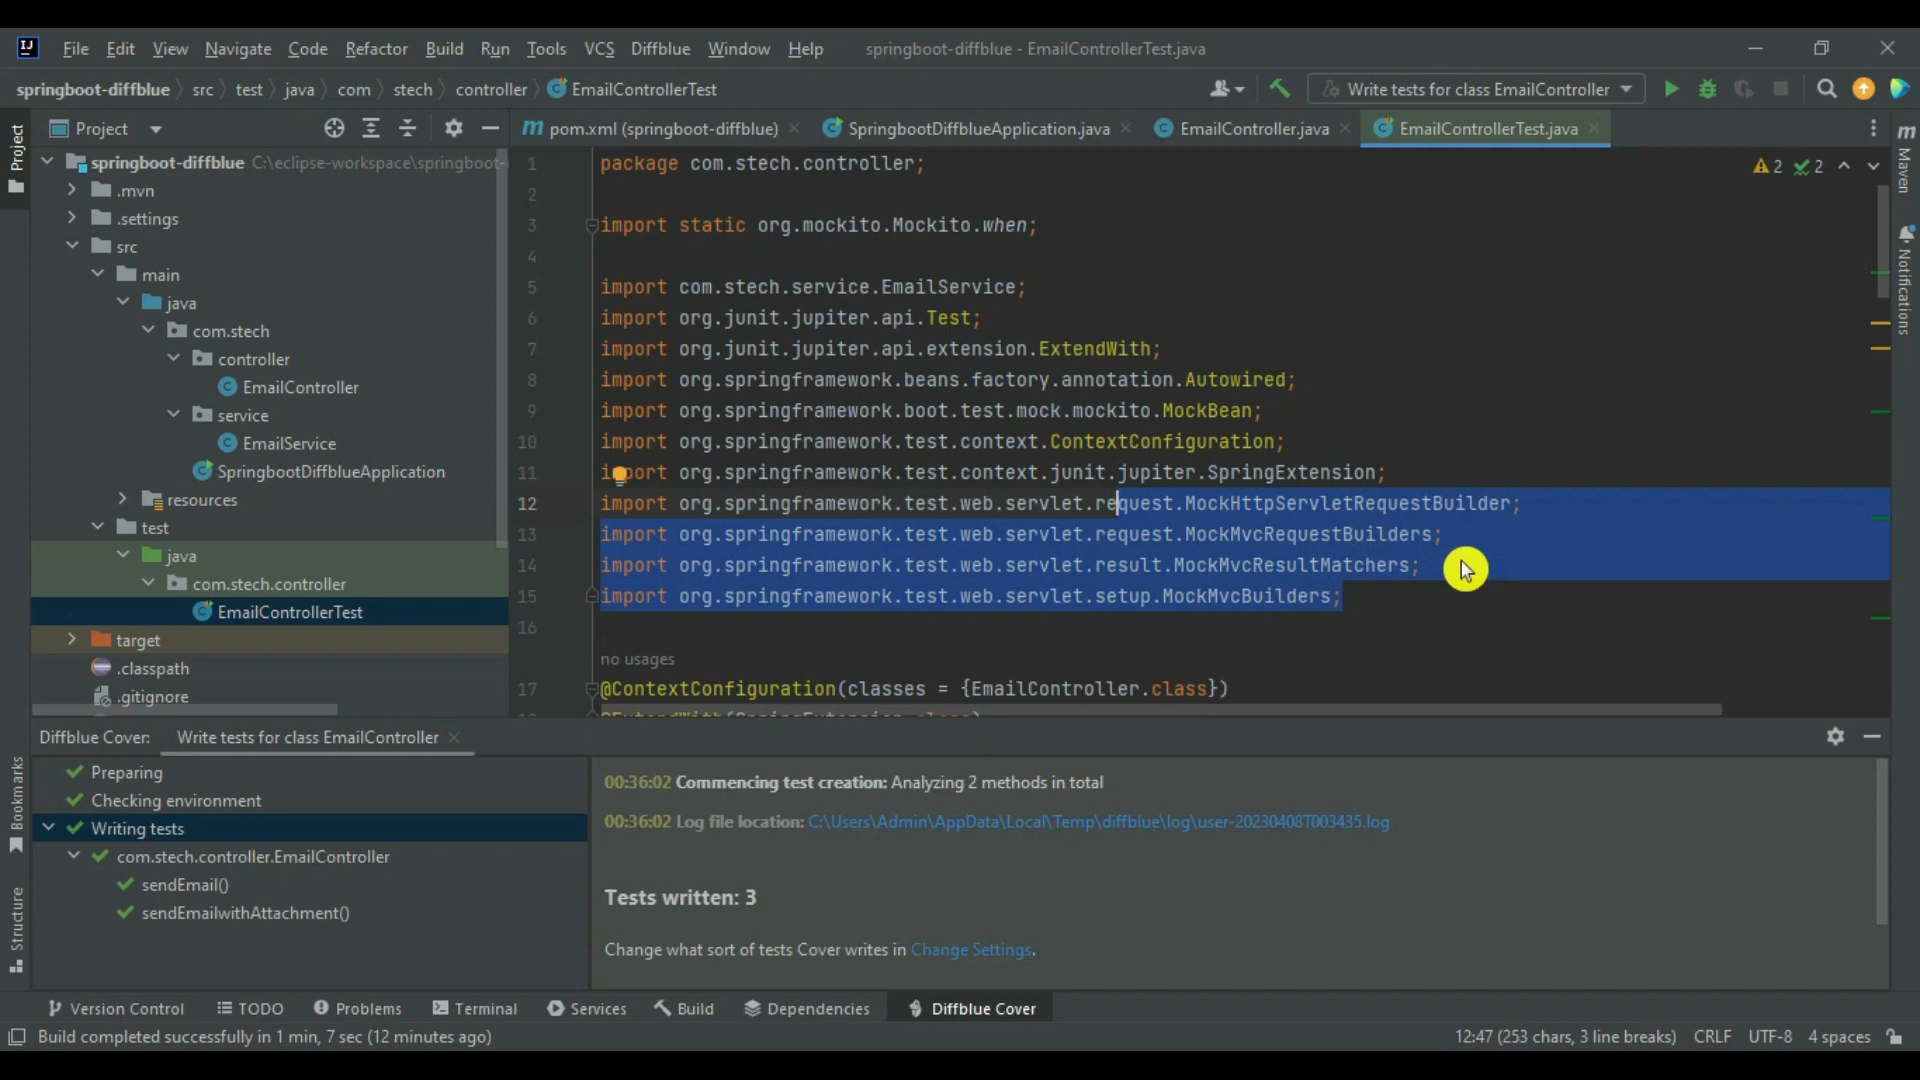 File Edit View Navigate Code Refactor Build Run Tools VCS Diffblue Window Help springboot-diffblue - EmailControllerTest.java
springboot-diffblue src test java com stech controller EmailControllerTest
Write tests for class EmailController
Project
pom.xml (springboot-diffblue) SpringbootDiffblueApplication.java EmailController.java EmailControllerTest.java
Project
Maven
Notifications
Bookmarks
Structure
springboot-diffblue C:\eclipse-workspace\springboot-
.mvn
.settings
src
main
java
com.stech
controller
EmailController
service
EmailService
SpringbootDiffblueApplication
resources
test
java
com.stech.controller
EmailControllerTest
target
.classpath
.gitignore
2 2
1 package com.stech.controller;
2
3 import static org.mockito.Mockito.when;
4
5 import com.stech.service.EmailService;
6 import org.junit.jupiter.api.Test;
7 import org.junit.jupiter.api.extension.ExtendWith;
8 import org.springframework.beans.factory.annotation.Autowired;
9 import org.springframework.boot.test.mock.mockito.MockBean;
10 import org.springframework.test.context.ContextConfiguration;
11 import org.springframework.test.context.junit.jupiter.SpringExtension;
12 import org.springframework.test.web.servlet.request.MockHttpServletRequestBuilder;
13 import org.springframework.test.web.servlet.request.MockMvcRequestBuilders;
14 import org.springframework.test.web.servlet.result.MockMvcResultMatchers;
15 import org.springframework.test.web.servlet.setup.MockMvcBuilders;
16
no usages
17 @ContextConfiguration(classes = {EmailController.class})
Diffblue Cover: Write tests for class EmailController
Preparing
Checking environment
Writing tests
com.stech.controller.EmailController
sendEmail()
sendEmailwithAttachment()
00:36:02 Commencing test creation: Analyzing 2 methods in total
00:36:02 Log file location: C:\Users\Admin\AppData\Local\Temp\diffblue\log\user-20230408T003435.log
Tests written: 3
Change what sort of tests Cover writes in Change Settings.
Version Control TODO Problems Terminal Services Build Dependencies Diffblue Cover
Build completed successfully in 1 min, 7 sec (12 minutes ago) 12:47 (253 chars, 3 line breaks) CRLF UTF-8 4 spaces